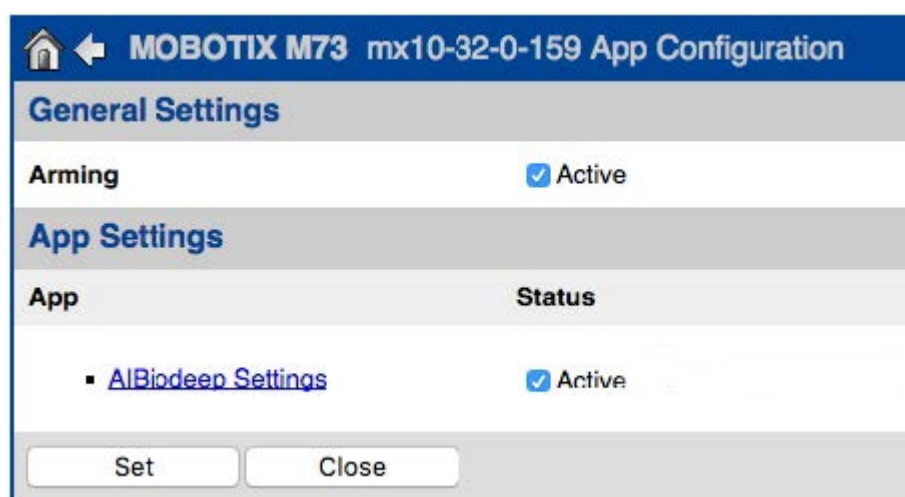 MOBOTIX M73 mx10-32-0-159 App Configuration
General Settings
Arming Active
App Settings
App Status
AIBiodeep Settings Active
Set Close